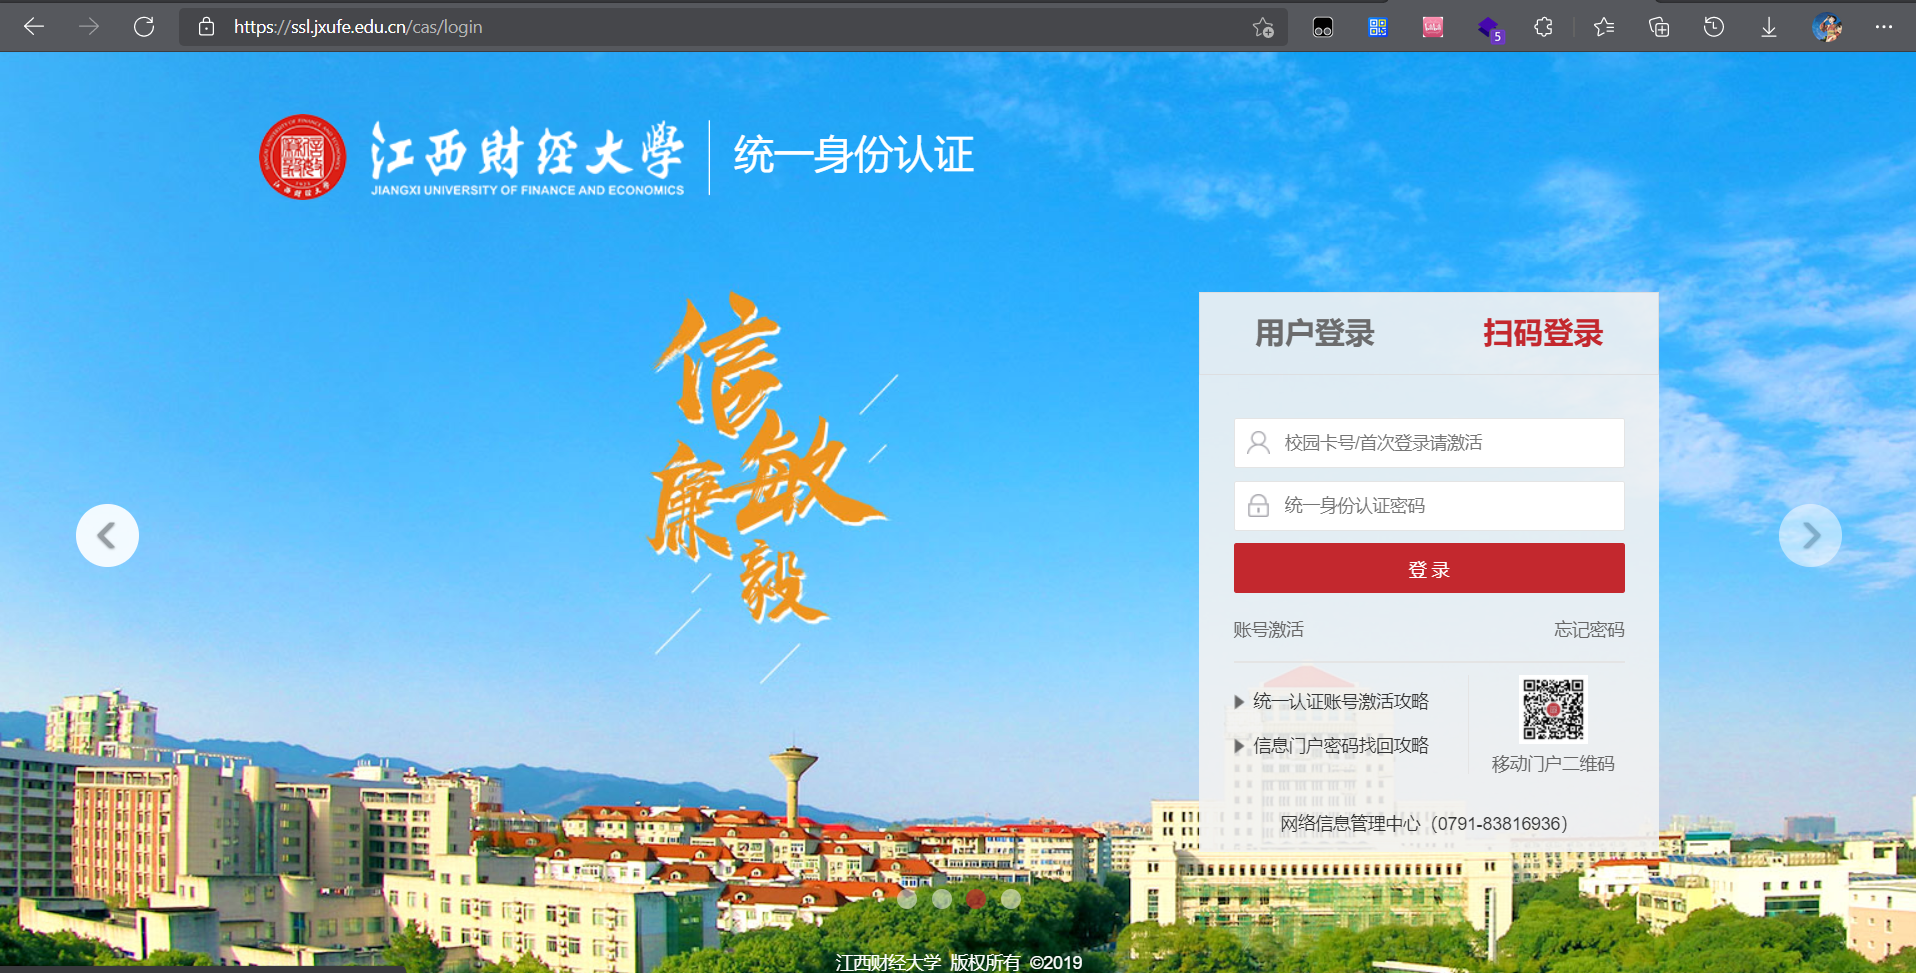 https://ssl.jxufe.edu.cn/cas/login
5
江西财经大学
JIANGXI UNIVERSITY OF FINANCE AND ECONOMICS
统一身份认证
信
敏
廉
毅
用户登录
扫码登录
校园卡号/首次登录请激活
统一身份认证密码
登 录
账号激活
忘记密码
统一认证账号激活攻略
信息门户密码找回攻略
移动门户二维码
网络信息管理中心（0791-83816936）
江西财经大学 版权所有 ©2019